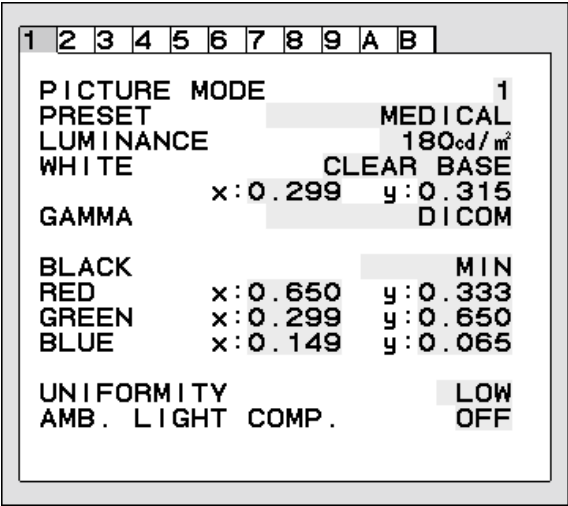 1 2 3 4 5 6 7 8 9 A B
PICTURE MODE 1
PRESET MEDICAL
LUMINANCE 180cd/㎡
WHITE CLEAR BASE
x:0.299 y:0.315
GAMMA DICOM
BLACK MIN
RED x:0.650 y:0.333
GREEN x:0.299 y:0.650
BLUE x:0.149 y:0.065
UNIFORMITY LOW
AMB. LIGHT COMP. OFF